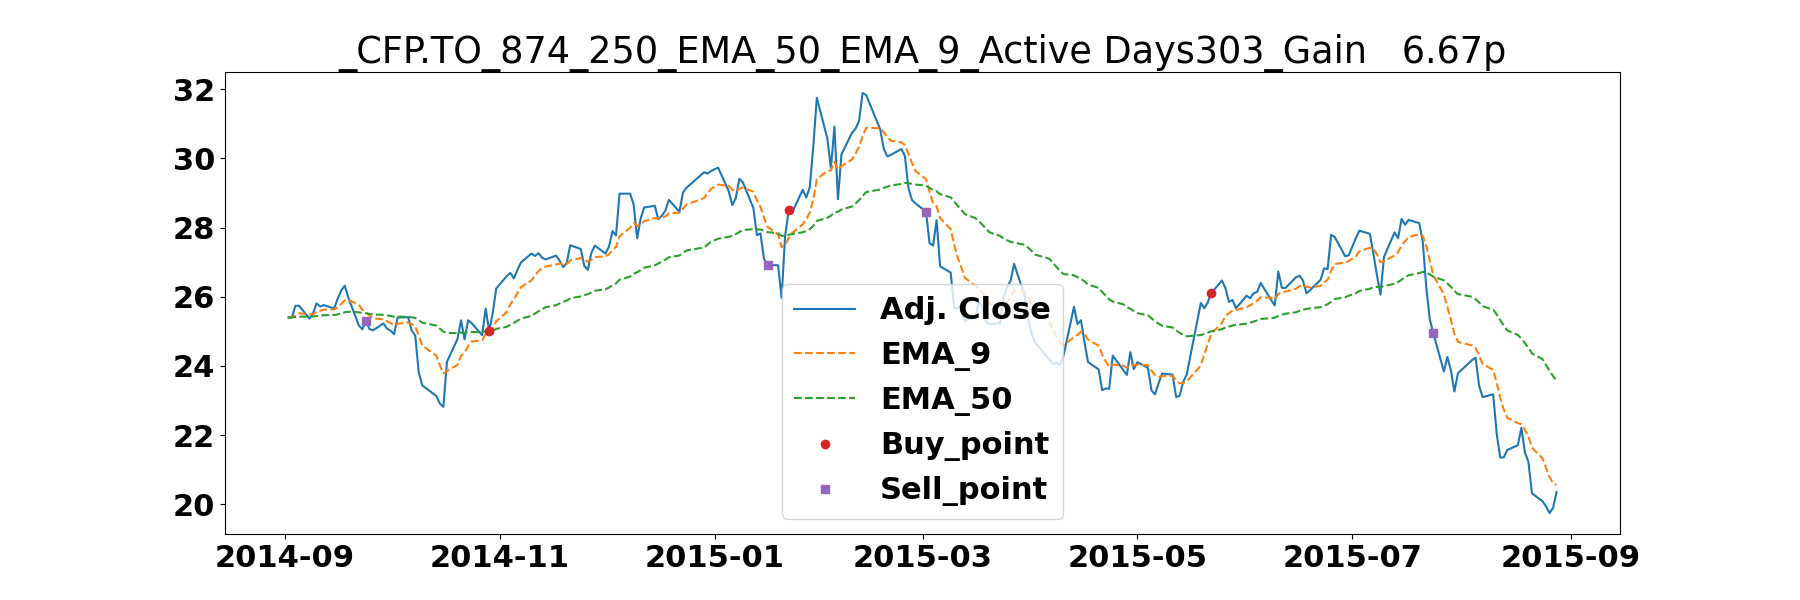 _CFP.TO_874_250_EMA_50_EMA_9_Active Days303_Gain   6.67p
32
30
28
26
24
22
20
Adj. Close
EMA_9
EMA_50
Buy_point
Sell_point
2014-09 2014-11 2015-01 2015-03 2015-05 2015-07 2015-09